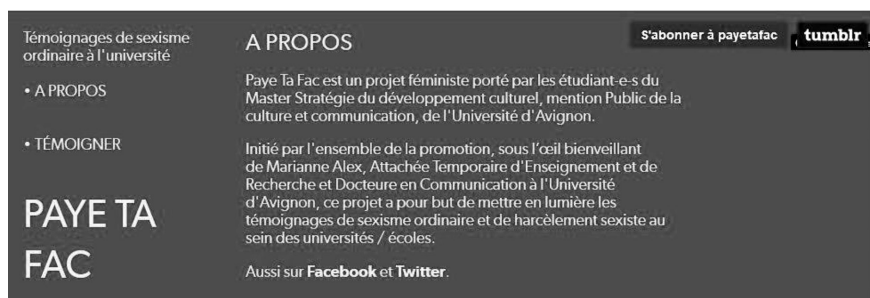 Témoignages de sexisme
ordinaire à l'université
• A PROPOS
• TÉMOIGNER
PAYE TA
FAC
A PROPOS
S'abonner à payetafac
tumblr
Paye Ta Fac est un projet féministe porté par les étudiant-e-s du
Master Stratégie du développement culturel, mention Public de la
culture et communication, de l'Université d'Avignon.
Initié par l'ensemble de la promotion, sous l'œil bienveillant
de Marianne Alex, Attachée Temporaire d'Enseignement et de
Recherche et Docteure en Communication à l'Université
d'Avignon, ce projet a pour but de mettre en lumière les
témoignages de sexisme ordinaire et de harcèlement sexiste au
sein des universités / écoles.
Aussi sur Facebook et Twitter.